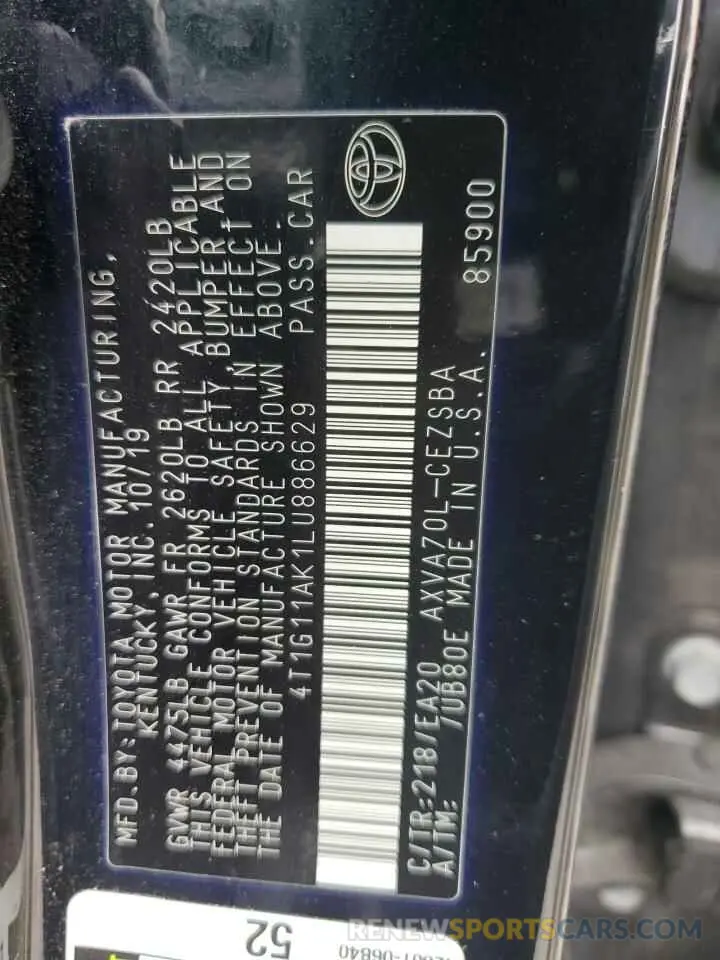 MFD.BY:TOYOTA MOTOR MANUFACTURING,
KENTUCKY, INC. 10/19
GVWR 4475LB GAWR FR 2620LB RR 2420LB
THIS VEHICLE CONFORMS TO ALL APPLICABLE
FEDERAL MOTOR VEHICLE SAFETY, BUMPER, AND
THEFT PREVENTION STANDARDS IN EFFECT ON
THE DATE OF MANUFACTURE SHOWN ABOVE.
4T1G11AK1LU886629 PASS.CAR
C/TR:218/EA20 AXVA70L-CEZSBA
A/TM: /UB80E MADE IN U.S.A. 85900
52
06840
RENEWSPORTSCARS.COM